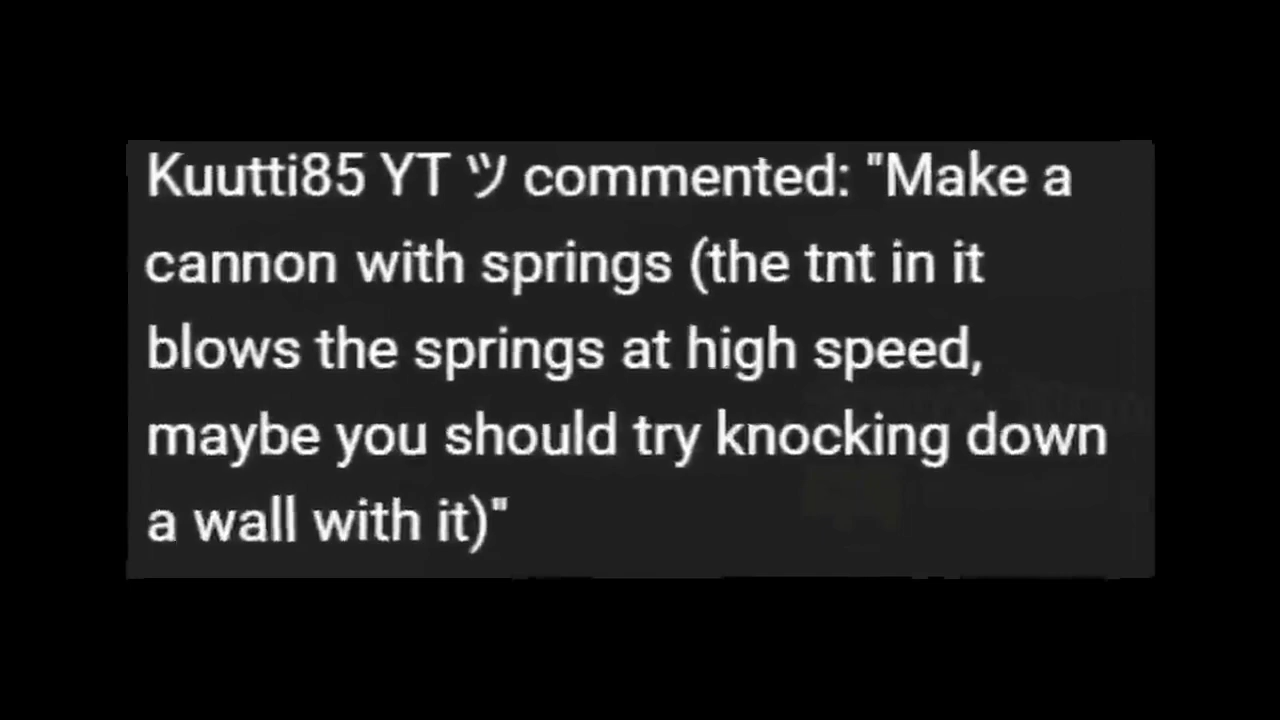 Kuutti85 YT ツ commented: "Make a
cannon with springs (the tnt in it
blows the springs at high speed,
maybe you should try knocking down
a wall with it)"